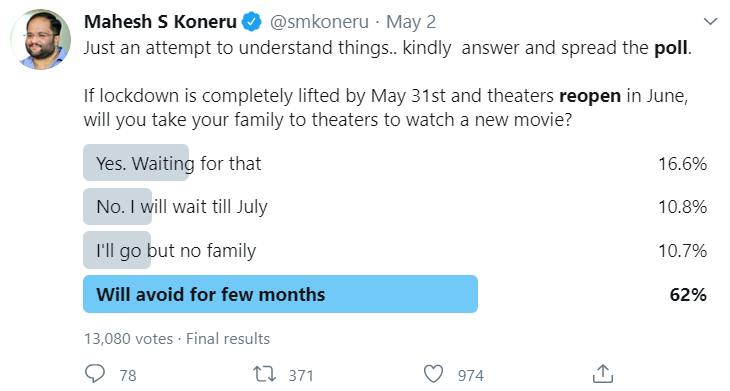 Mahesh S Koneru @smkoneru · May 2
Just an attempt to understand things.. kindly answer and spread the poll.
If lockdown is completely lifted by May 31st and theaters reopen in June,
will you take your family to theaters to watch a new movie?
Yes. Waiting for that 16.6%
No. I will wait till July 10.8%
I'll go but no family 10.7%
Will avoid for few months 62%
13,080 votes · Final results
78 371 974